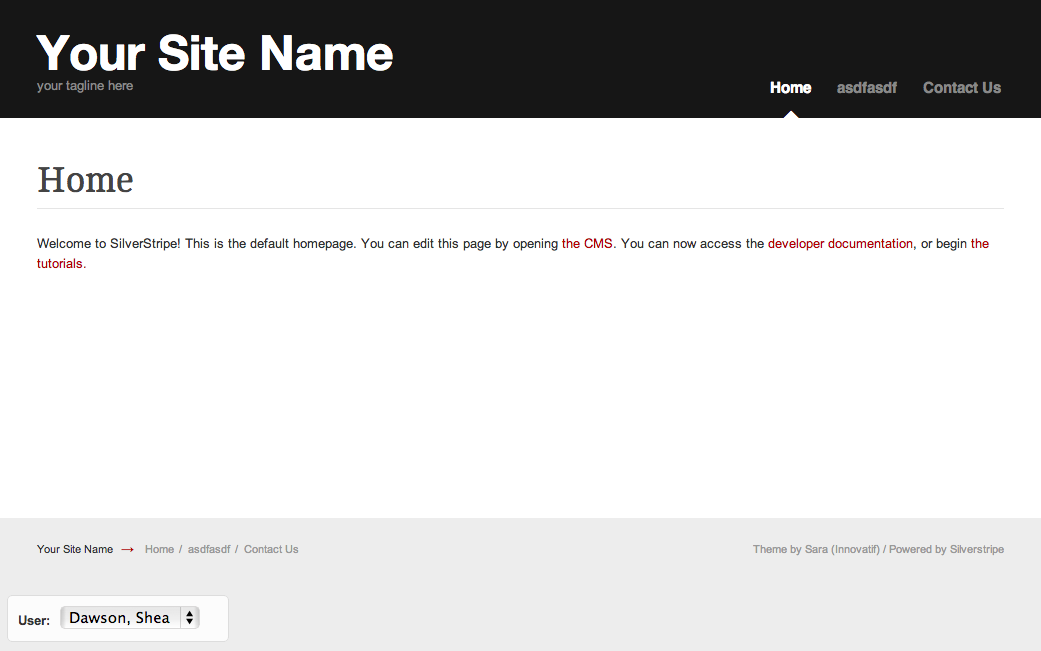 Your Site Name
your tagline here
Home asdfasdf Contact Us
Home
Welcome to SilverStripe! This is the default homepage. You can edit this page by opening the CMS. You can now access the developer documentation, or begin the
tutorials.
Your Site Name → Home / asdfasdf / Contact Us
Theme by Sara (Innovatif) / Powered by Silverstripe
User: Dawson, Shea